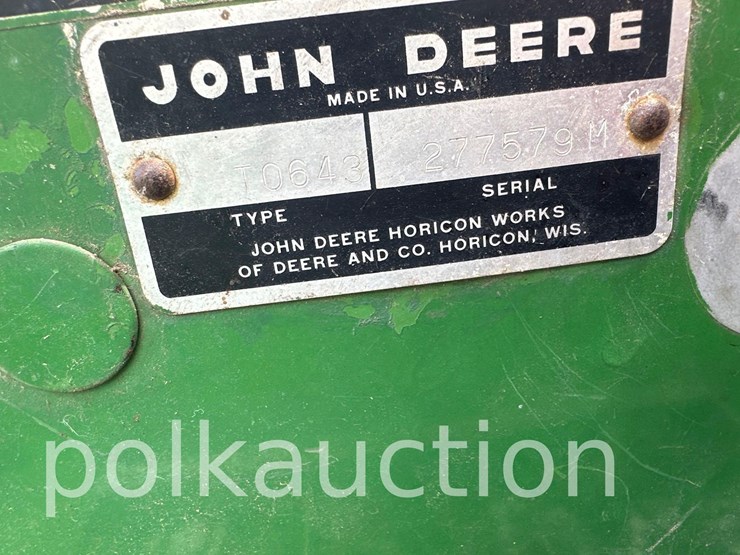 JOHN DEERE
MADE IN U.S.A.
T0643 277579M
TYPE SERIAL
JOHN DEERE HORICON WORKS
OF DEERE AND CO. HORICON, WIS.
polkauction